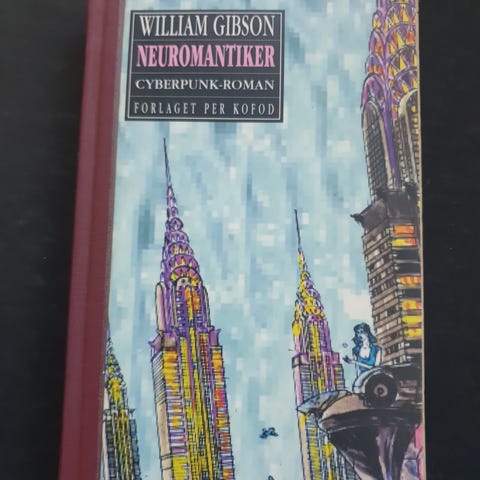 WILLIAM GIBSON
NEUROMANTIKER
CYBERPUNK-ROMAN
FORLAGET PER KOFOD